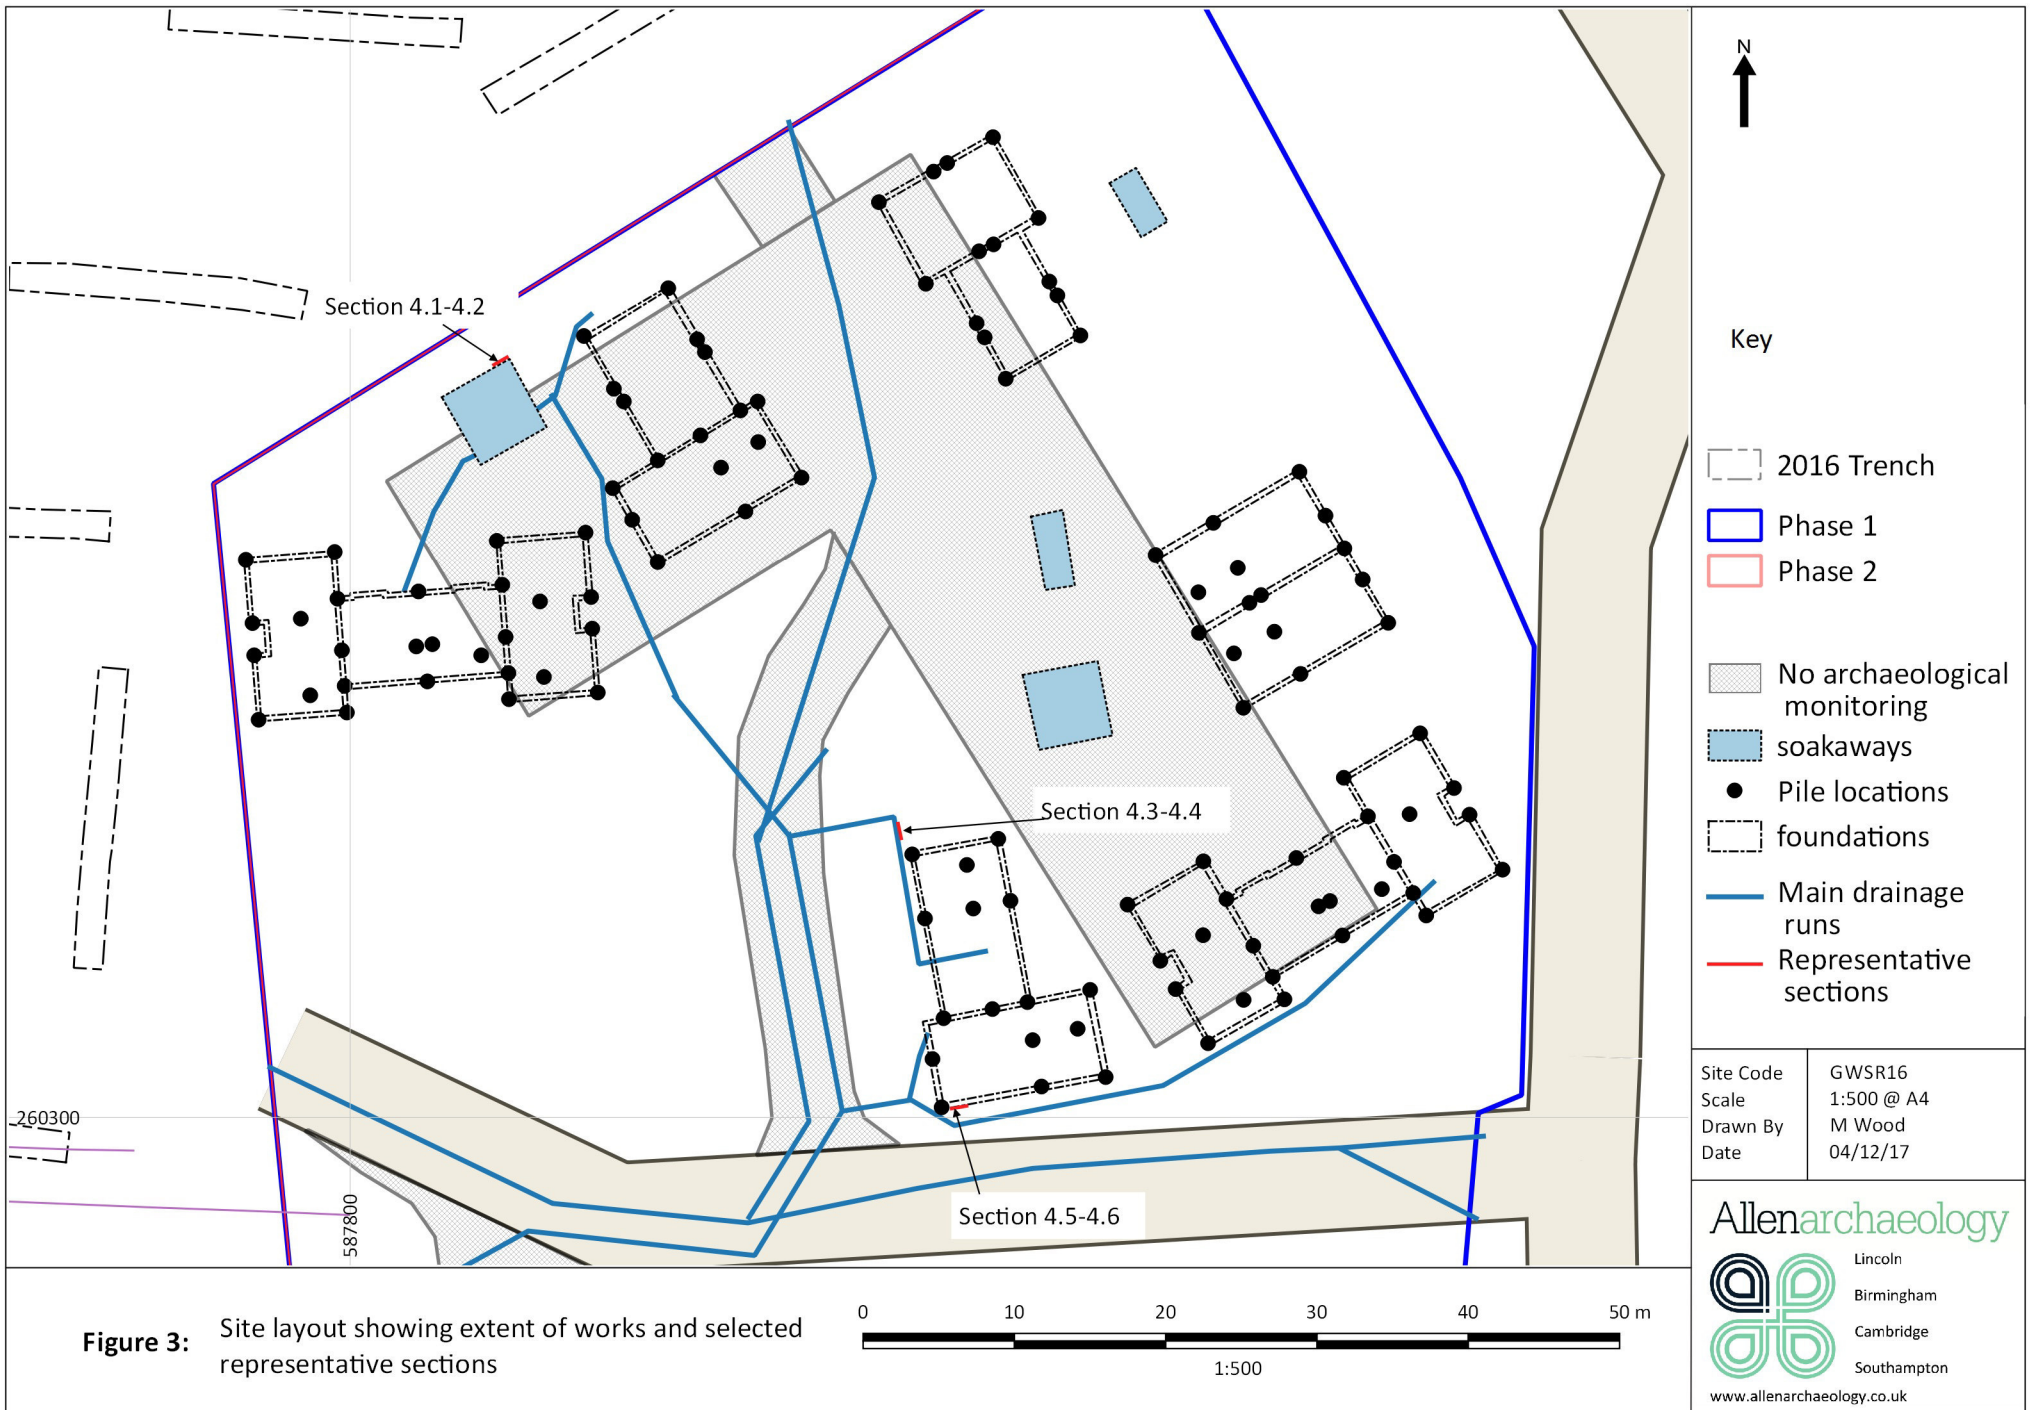 Section 4.1-4.2
Section 4.3-4.4
Section 4.5-4.6
260300
587800
N
Key
2016 Trench
Phase 1
Phase 2
No archaeological
monitoring
soakaways
Pile locations
foundations
Main drainage
runs
Representative
sections
Site Code GWSR16
Scale 1:500 @ A4
Drawn By M Wood
Date 04/12/17
Allenarchaeology
Lincoln
Birmingham
Cambridge
Southampton
www.allenarchaeology.co.uk
Figure 3: Site layout showing extent of works and selected
representative sections
0 10 20 30 40 50 m
1:500